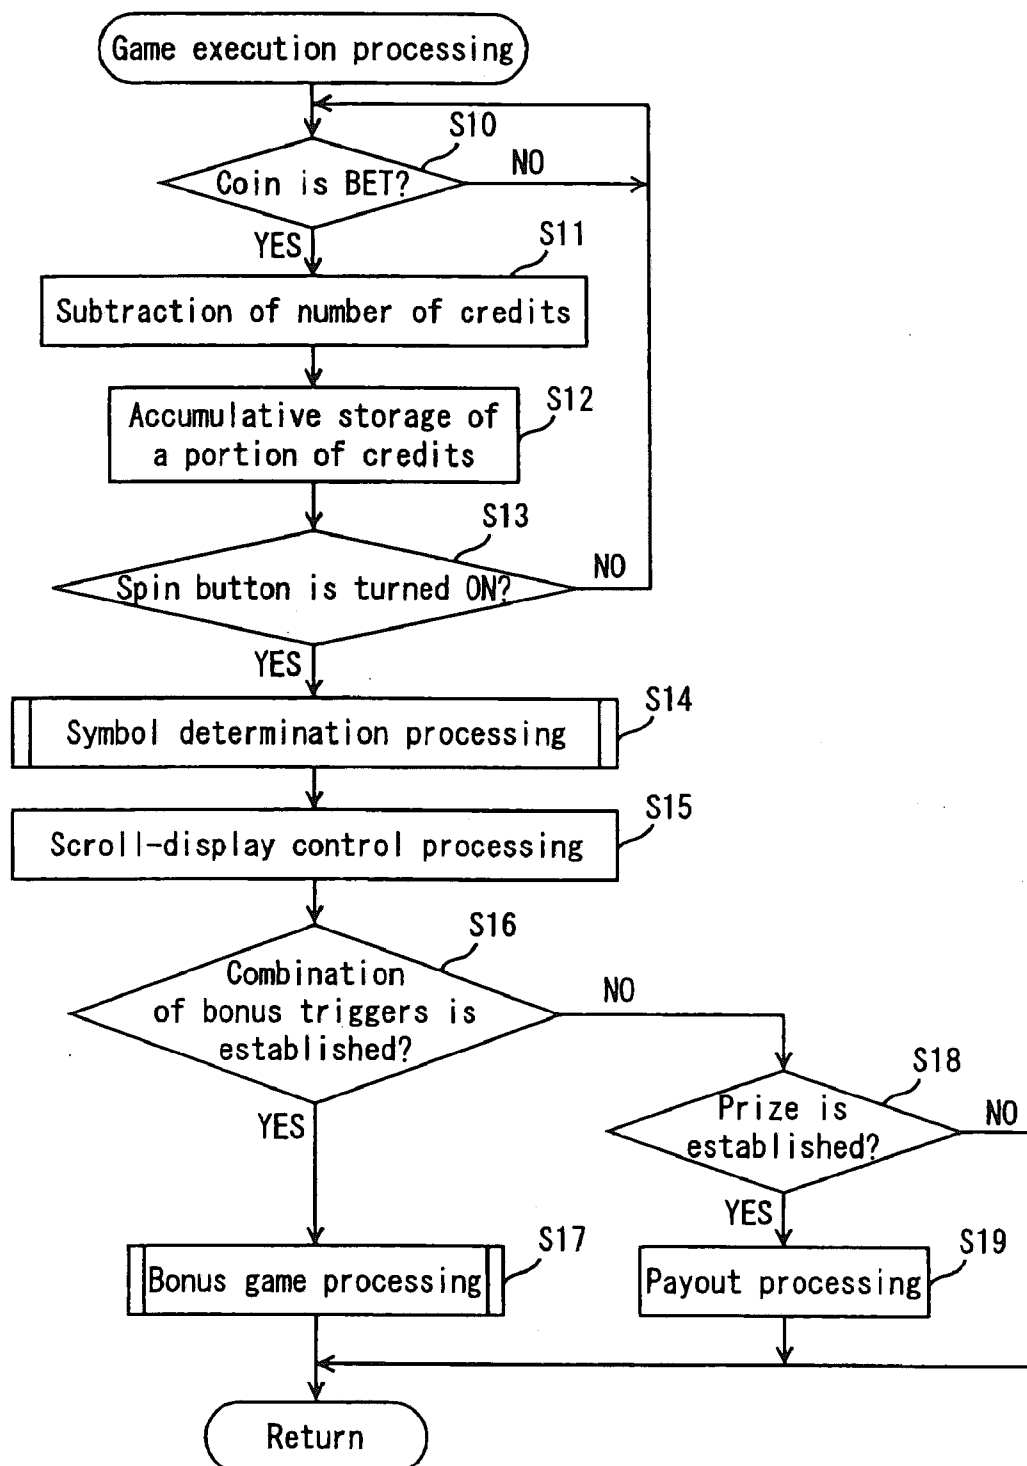 Game execution processing
S10
Coin is BET?
NO
YES
S11
Subtraction of number of credits
S12
Accumulative storage of
a portion of credits
S13
Spin button is turned ON?
NO
YES
S14
Symbol determination processing
S15
Scroll-display control processing
S16
Combination
of bonus triggers is
established?
NO
YES
S18
Prize is
established?
NO
YES
S17
Bonus game processing
S19
Payout processing
Return